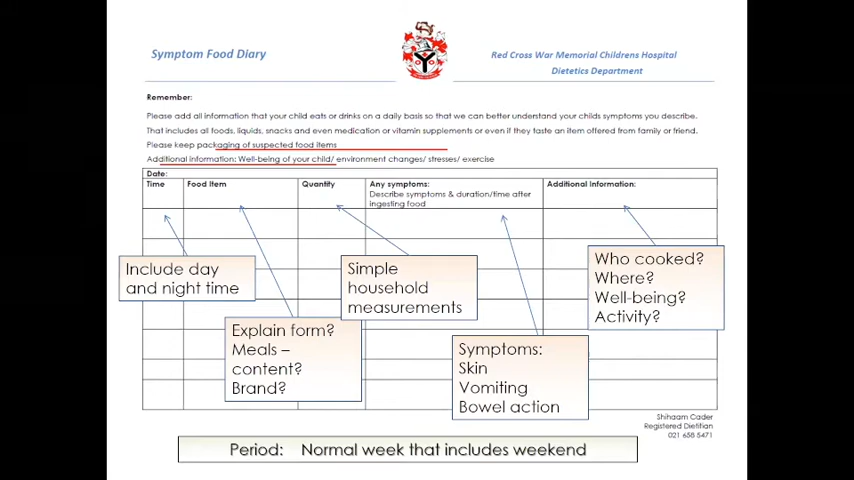 Symptom Food Diary
Red Cross War Memorial Childrens Hospital
Dietetics Department
Remember:
Please add all information that your child eats or drinks on a daily basis so that we can better understand your childs symptoms you describe.
That includes all foods, liquids, snacks and even medication or vitamin supplements or even if they taste an item offered from family or friend.
Please keep packaging of suspected food items
Additional information: Well-being of your child/ environment changes/ stresses/ exercise
Date:
Time
Food Item
Quantity
Any symptoms:
Describe symptoms & duration/time after
ingesting food
Additional Information:
Include day
and night time
Explain form?
Meals –
content?
Brand?
Simple
household
measurements
Symptoms:
Skin
Vomiting
Bowel action
Who cooked?
Where?
Well-being?
Activity?
Shihaam Cader
Registered Dietitian
021 658 5471
Period: Normal week that includes weekend